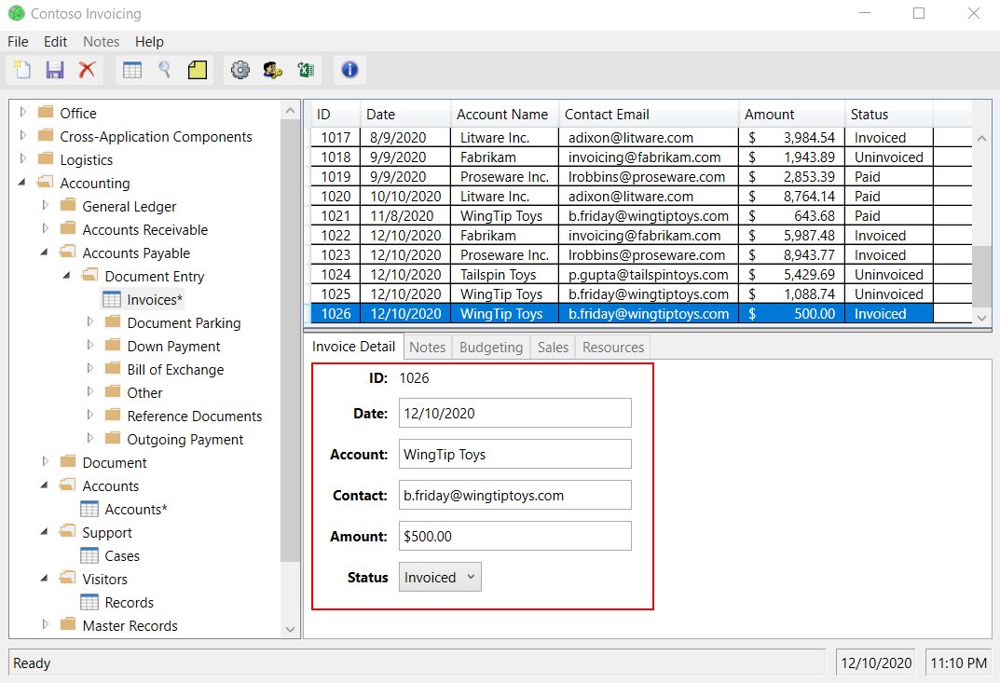 Contoso Invoicing
File Edit Notes Help
Office
Cross-Application Components
Logistics
Accounting
General Ledger
Accounts Receivable
Accounts Payable
Document Entry
Invoices*
Document Parking
Down Payment
Bill of Exchange
Other
Reference Documents
Outgoing Payment
Document
Accounts
Accounts*
Support
Cases
Visitors
Records
Master Records
ID Date Account Name Contact Email Amount Status
1017 8/9/2020 Litware Inc. adixon@litware.com $ 3,984.54 Invoiced
1018 9/9/2020 Fabrikam invoicing@fabrikam.com $ 1,943.89 Uninvoiced
1019 9/9/2020 Proseware Inc. lrobbins@proseware.com $ 2,853.39 Paid
1020 10/10/2020 Litware Inc. adixon@litware.com $ 8,764.14 Paid
1021 11/8/2020 WingTip Toys b.friday@wingtiptoys.com $ 643.68 Paid
1022 12/10/2020 Fabrikam invoicing@fabrikam.com $ 5,987.48 Invoiced
1023 12/10/2020 Proseware Inc. lrobbins@proseware.com $ 8,943.77 Invoiced
1024 12/10/2020 Tailspin Toys p.gupta@tailspintoys.com $ 5,429.69 Uninvoiced
1025 12/10/2020 WingTip Toys b.friday@wingtiptoys.com $ 1,088.74 Uninvoiced
1026 12/10/2020 WingTip Toys b.friday@wingtiptoys.com $ 500.00 Invoiced
Invoice Detail Notes Budgeting Sales Resources
ID: 1026
Date: 12/10/2020
Account: WingTip Toys
Contact: b.friday@wingtiptoys.com
Amount: $500.00
Status Invoiced
Ready 12/10/2020 11:10 PM